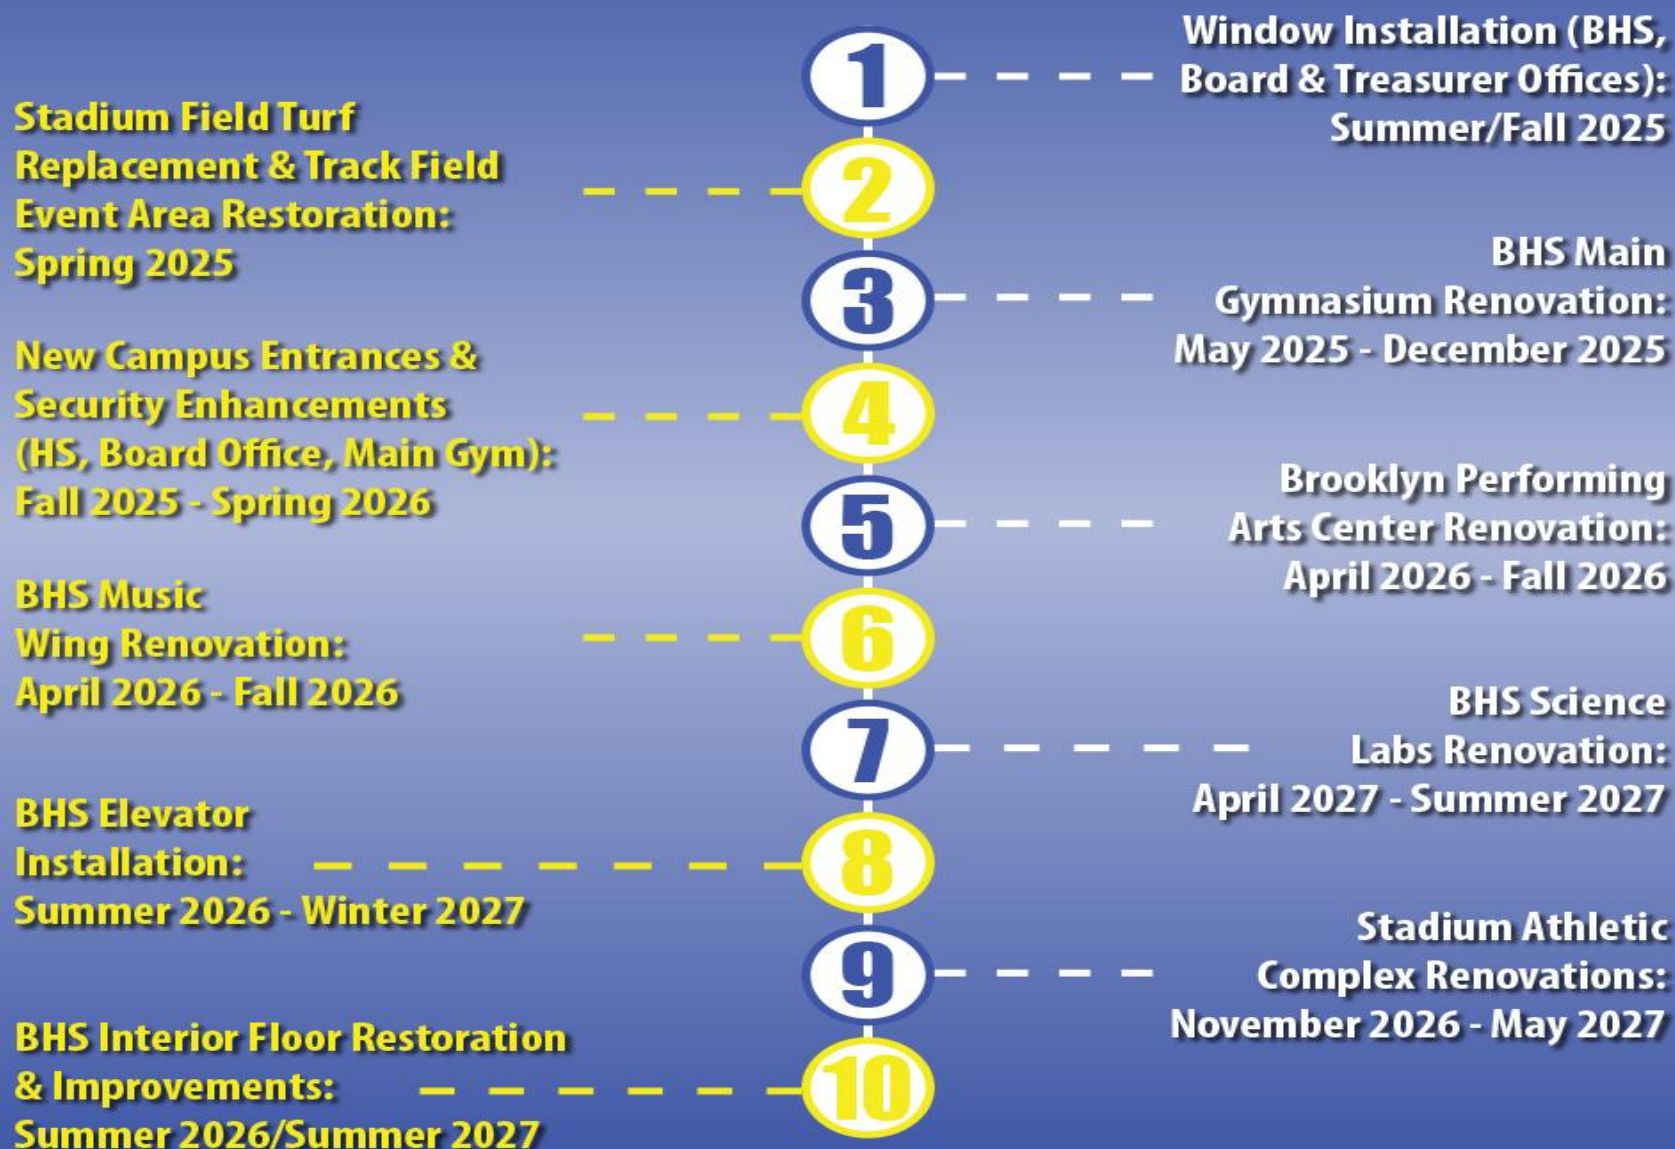 1
Window Installation (BHS,
Board & Treasurer Offices):
Summer/Fall 2025
Stadium Field Turf
Replacement & Track Field
Event Area Restoration:
Spring 2025
2
3
BHS Main
Gymnasium Renovation:
May 2025 - December 2025
New Campus Entrances &
Security Enhancements
(HS, Board Office, Main Gym):
Fall 2025 - Spring 2026
4
5
Brooklyn Performing
Arts Center Renovation:
April 2026 - Fall 2026
BHS Music
Wing Renovation:
April 2026 - Fall 2026
6
7
BHS Science
Labs Renovation:
April 2027 - Summer 2027
BHS Elevator
Installation:
Summer 2026 - Winter 2027
8
9
Stadium Athletic
Complex Renovations:
November 2026 - May 2027
BHS Interior Floor Restoration
& Improvements:
Summer 2026/Summer 2027
10